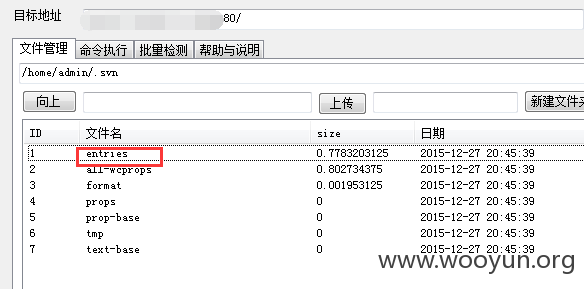 目标地址 80/
文件管理 命令执行 批量检测 帮助与说明
/home/admin/.svn
向上 上传 新建文件夹
ID 文件名 size 日期
1 entries 0.7783203125 2015-12-27 20:45:39
2 all-wcprops 0.802734375 2015-12-27 20:45:39
3 format 0.001953125 2015-12-27 20:45:39
4 props 0 2015-12-27 20:45:39
5 prop-base 0 2015-12-27 20:45:39
6 tmp 0 2015-12-27 20:45:39
7 text-base 0 2015-12-27 20:45:39
www.wooyun.org